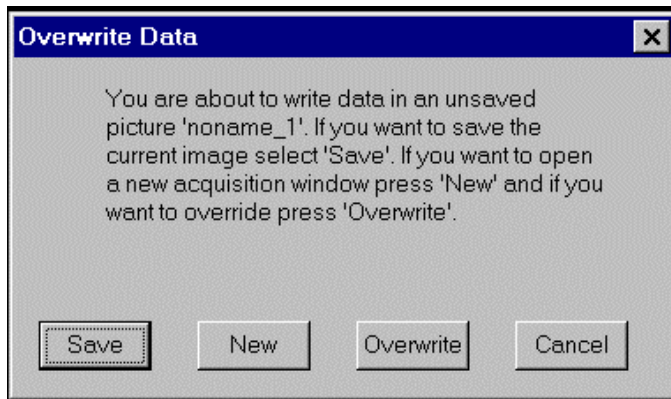 Overwrite Data
You are about to write data in an unsaved
picture 'noname_1'. If you want to save the
current image select 'Save'. If you want to open
a new acquisition window press 'New' and if you
want to override press 'Overwrite'.
Save New Overwrite Cancel